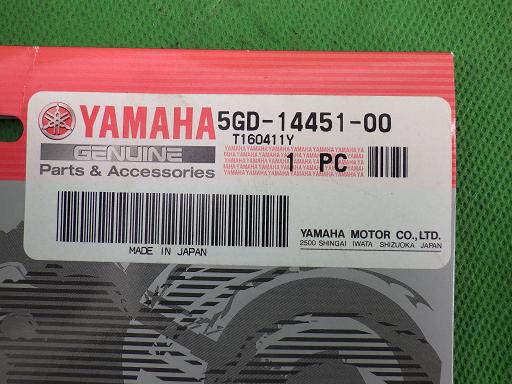 YAMAHA 5GD-14451-00
T160411Y
GENUINE
1 PC
Parts & Accessories
MADE IN JAPAN
YAMAHA MOTOR CO.,LTD.
2500 SHINGAI IWATA SHIZUOKA JAPAN